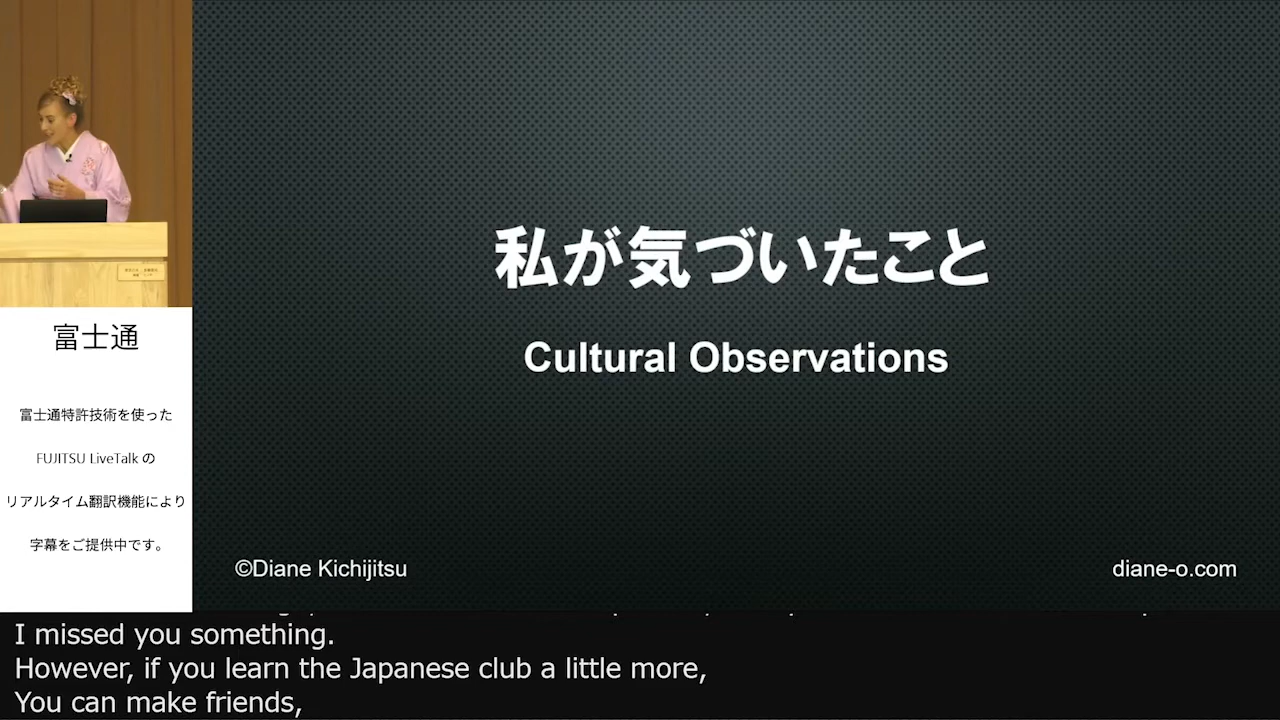 私が気づいたこと
Cultural Observations
©Diane Kichijitsu
diane-o.com
富士通
富士通特許技術を使った
FUJITSU LiveTalk の
リアルタイム翻訳機能により
字幕をご提供中です。
I missed you something.
However, if you learn the Japanese club a little more,
You can make friends,